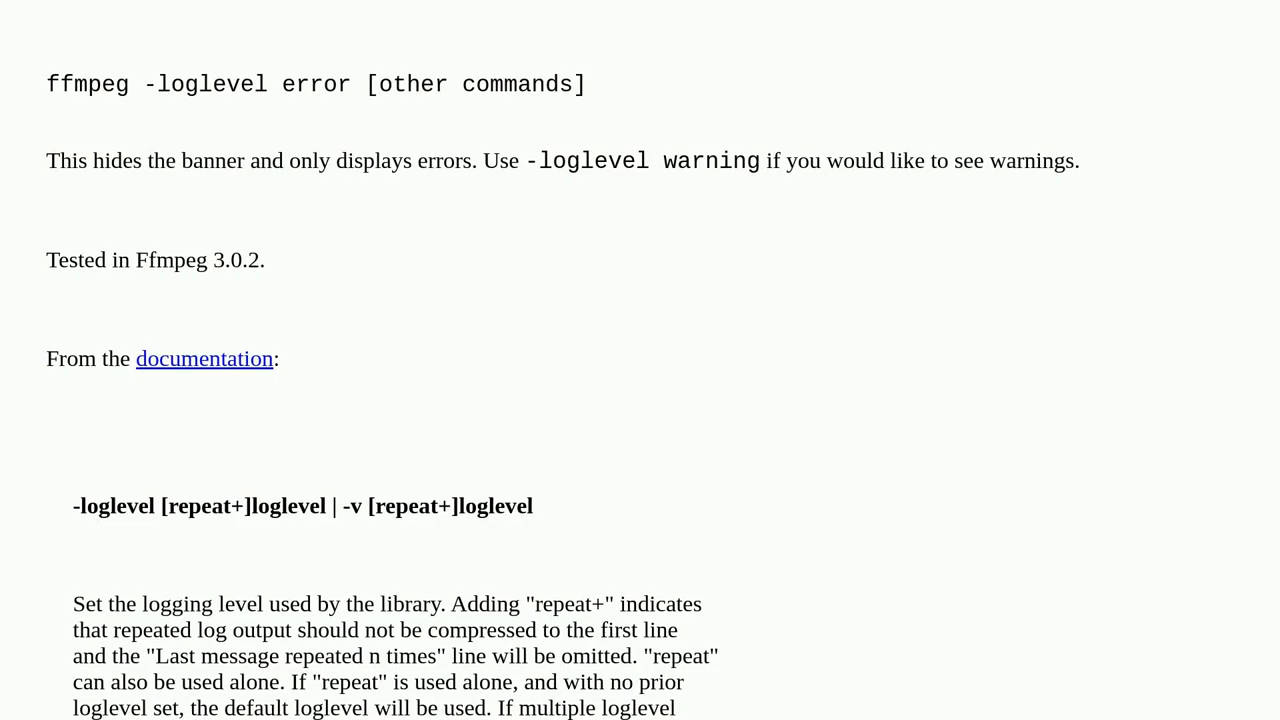 ffmpeg -loglevel error [other commands]
This hides the banner and only displays errors. Use -loglevel warning if you would like to see warnings.
Tested in Ffmpeg 3.0.2.
From the documentation:
-loglevel [repeat+]loglevel | -v [repeat+]loglevel
Set the logging level used by the library. Adding "repeat+" indicates
that repeated log output should not be compressed to the first line
and the "Last message repeated n times" line will be omitted. "repeat"
can also be used alone. If "repeat" is used alone, and with no prior
loglevel set, the default loglevel will be used. If multiple loglevel